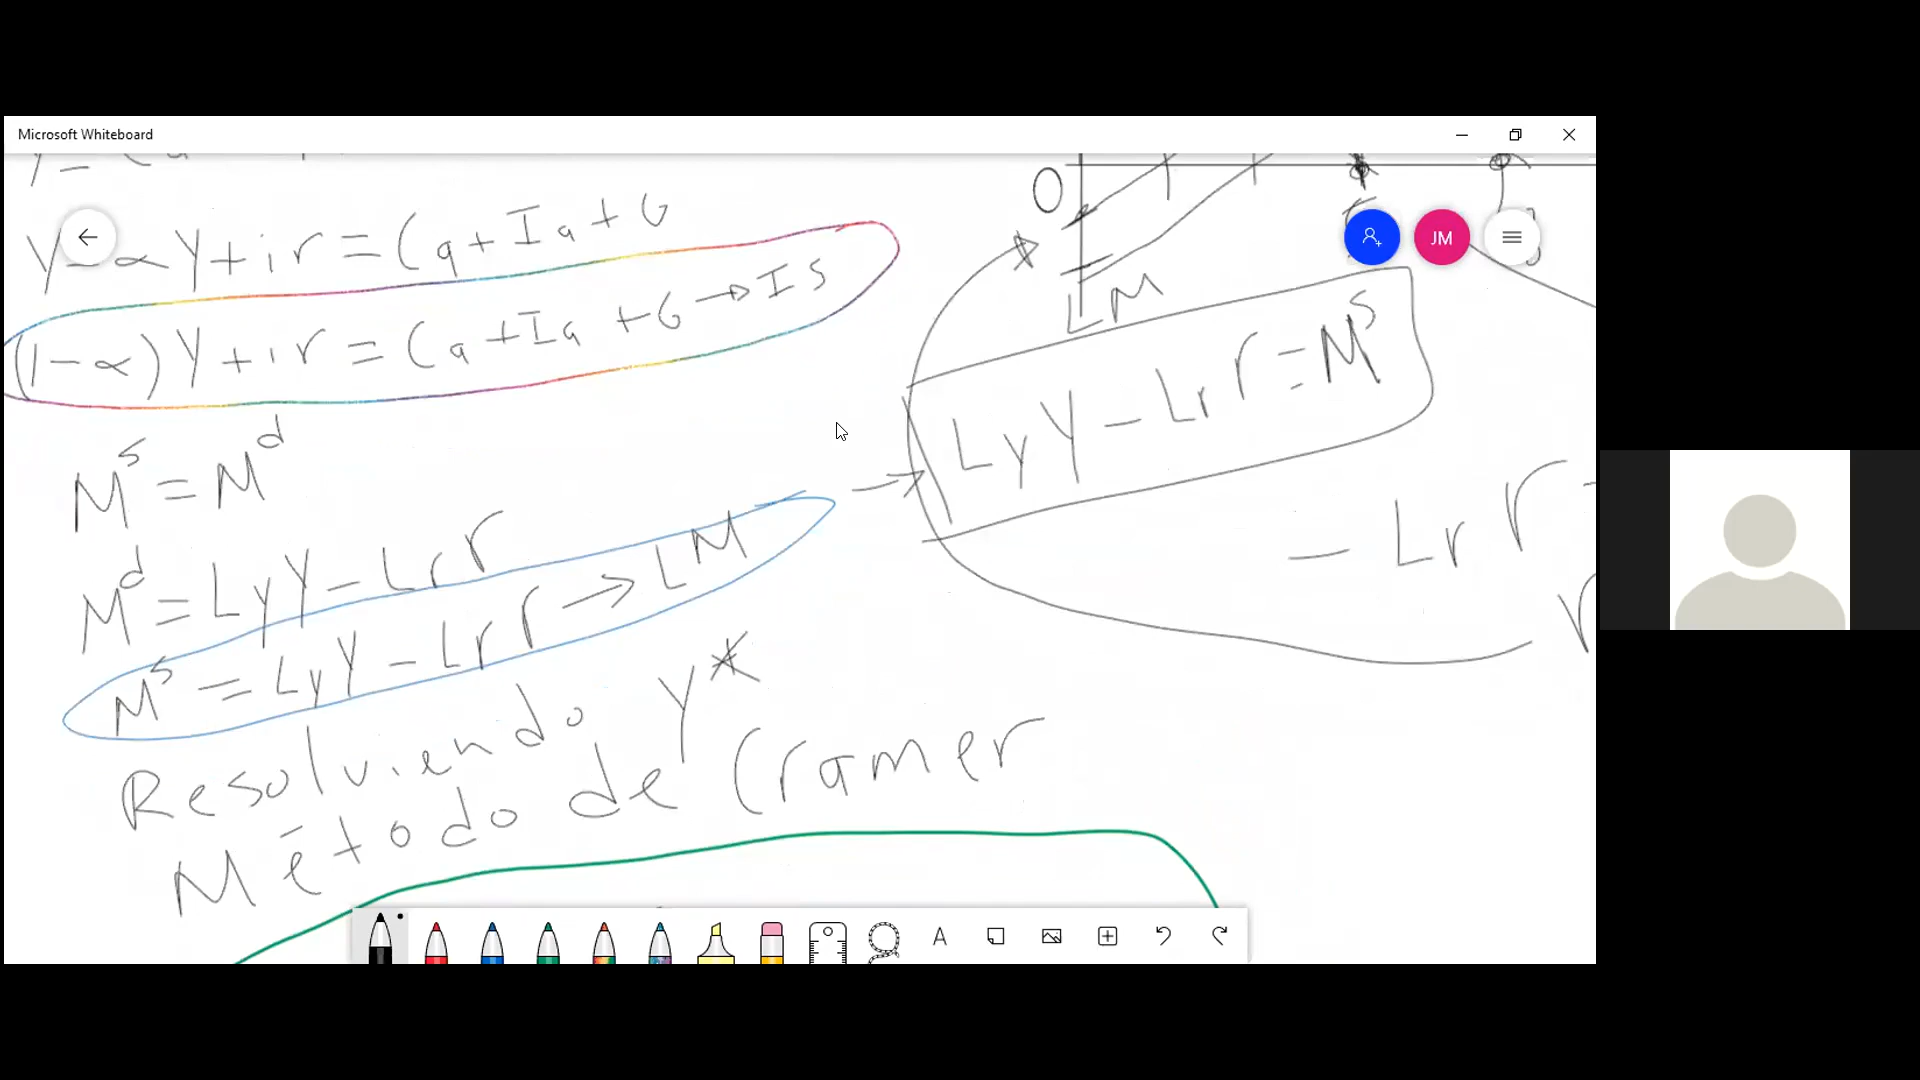 Microsoft Whiteboard
Y - αY + ir = Ca + Ia + G
(1 - α) Y + ir = Ca + Ia + G → IS
M^s = M^d
M^d = LyY - Lr r
M^s = LyY - Lr r → LM
Resolviendo Y*
Método de Cramer
0
JM
LM
LyY - Lr r = M^s
- Lr r
A